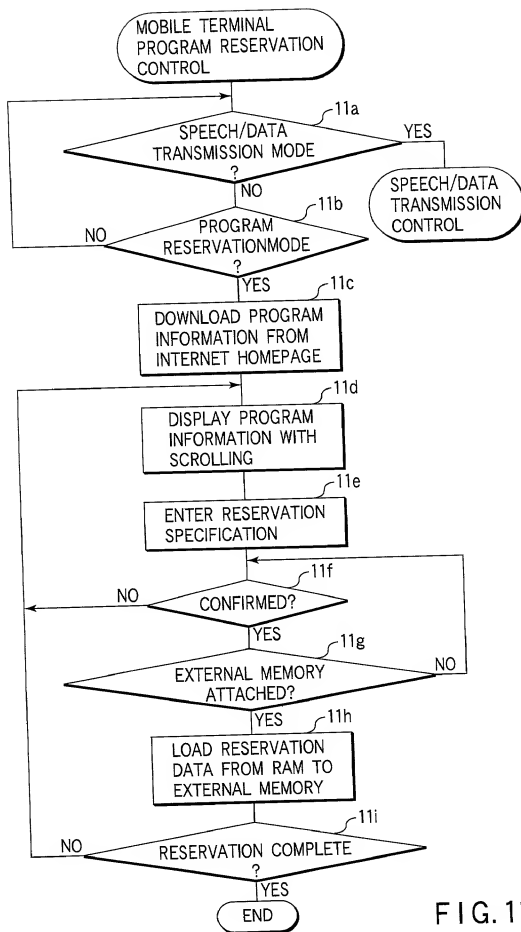 MOBILE TERMINAL
PROGRAM RESERVATION
CONTROL
11a
SPEECH/DATA
TRANSMISSION MODE
?
YES
NO
SPEECH/DATA
TRANSMISSION
CONTROL
11b
PROGRAM
RESERVATIONMODE
?
NO
YES
11c
DOWNLOAD PROGRAM
INFORMATION FROM
INTERNET HOMEPAGE
11d
DISPLAY PROGRAM
INFORMATION WITH
SCROLLING
11e
ENTER RESERVATION
SPECIFICATION
11f
NO
CONFIRMED?
YES
11g
EXTERNAL MEMORY
ATTACHED?
NO
YES
11h
LOAD RESERVATION
DATA FROM RAM TO
EXTERNAL MEMORY
11i
NO
RESERVATION COMPLETE
?
YES
END